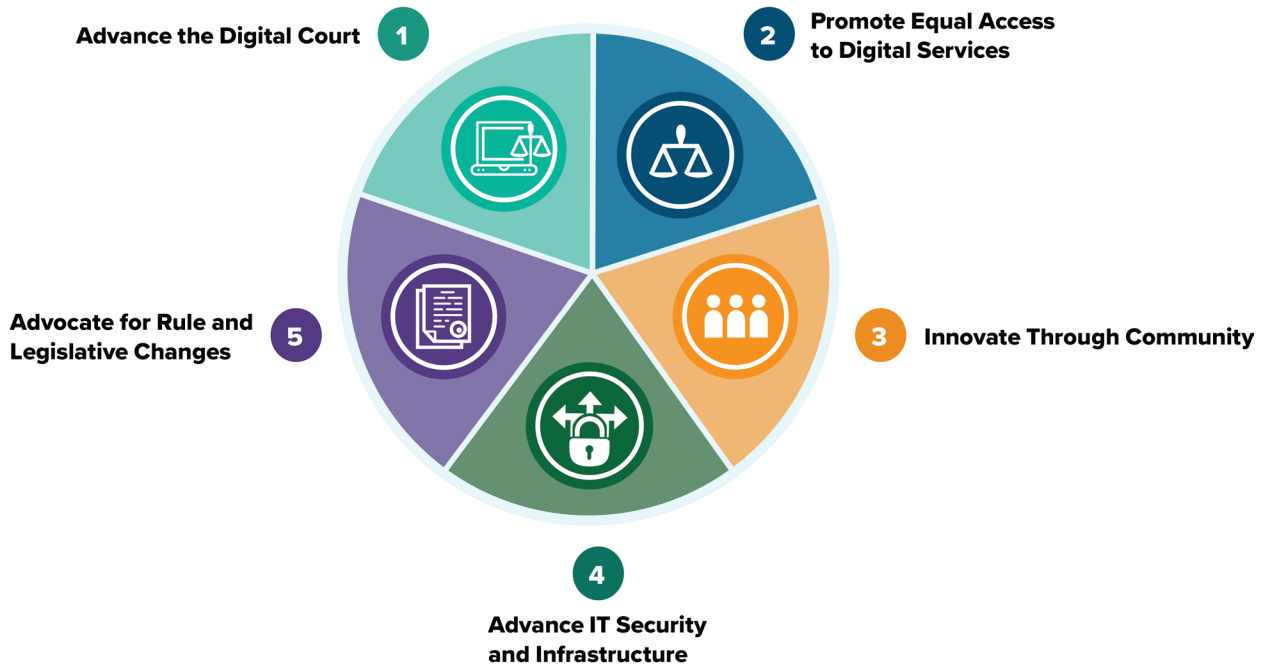 1
Advance the Digital Court
2
Promote Equal Access
to Digital Services
3
Innovate Through Community
4
Advance IT Security
and Infrastructure
5
Advocate for Rule and
Legislative Changes